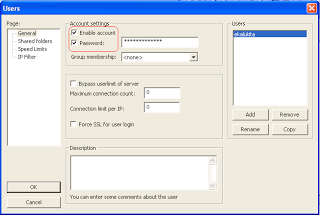 Users
Page:
General
Shared folders
Speed Limits
IP Filter
Account settings
Enable account
Password:
*************
Group membership:
<none>
Bypass userlimit of server
Maximum connection count:
0
Connection limit per IP:
0
Force SSL for user login
Description
You can enter some comments about the user
Users
ekalukita
Add
Remove
Rename
Copy
OK
Cancel